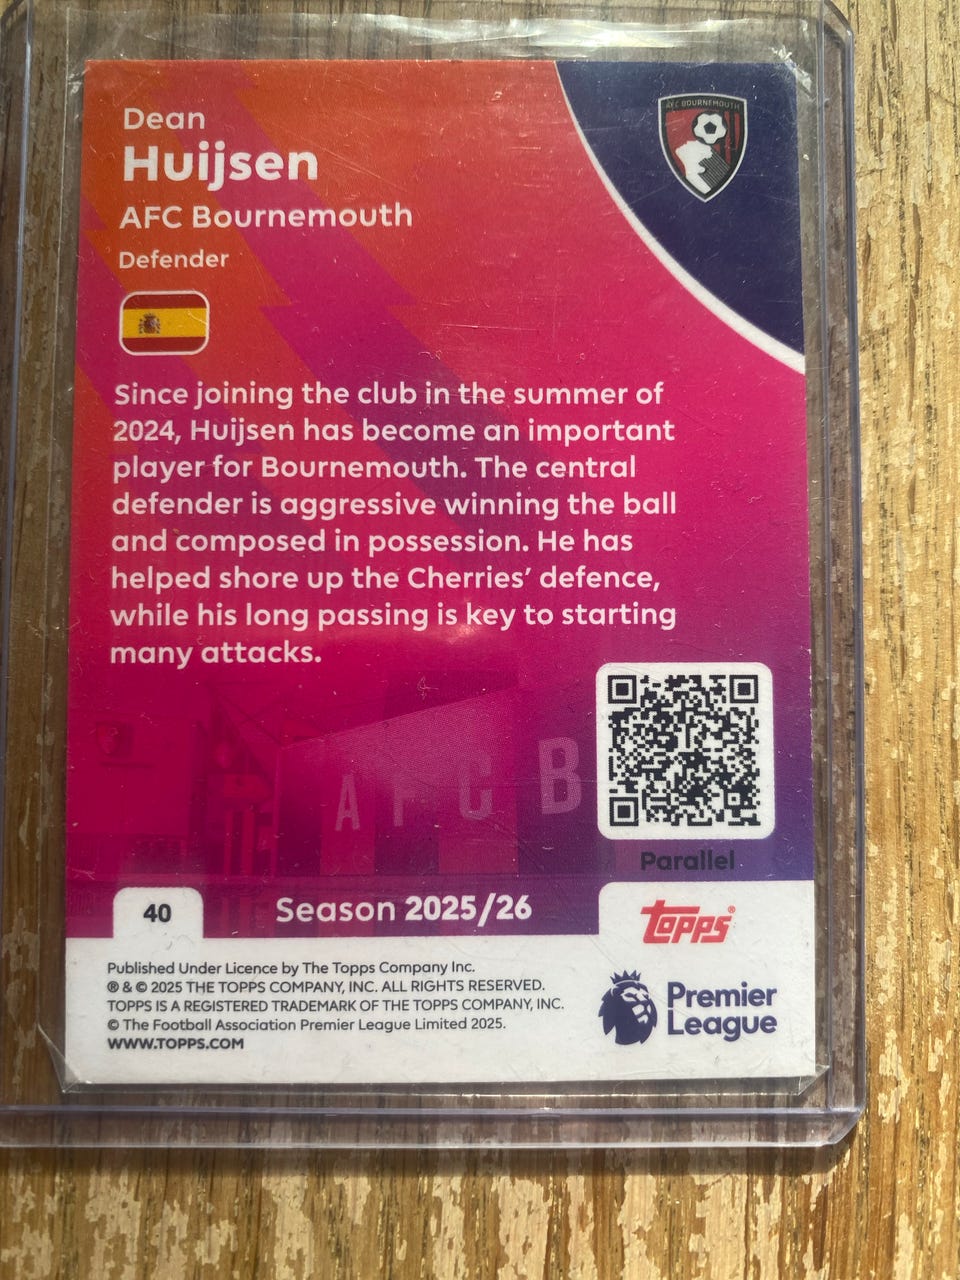 Dean
Huijsen
AFC Bournemouth
Defender
AFC BOURNEMOUTH
Since joining the club in the summer of
2024, Huijsen has become an important
player for Bournemouth. The central
defender is aggressive winning the ball
and composed in possession. He has
helped shore up the Cherries’ defence,
while his long passing is key to starting
many attacks.
AFCB
Parallel
40
Season 2025/26
Topps®
Published Under Licence by The Topps Company Inc.
® & © 2025 THE TOPPS COMPANY, INC. ALL RIGHTS RESERVED.
TOPPS IS A REGISTERED TRADEMARK OF THE TOPPS COMPANY, INC.
© The Football Association Premier League Limited 2025.
WWW.TOPPS.COM
Premier
League